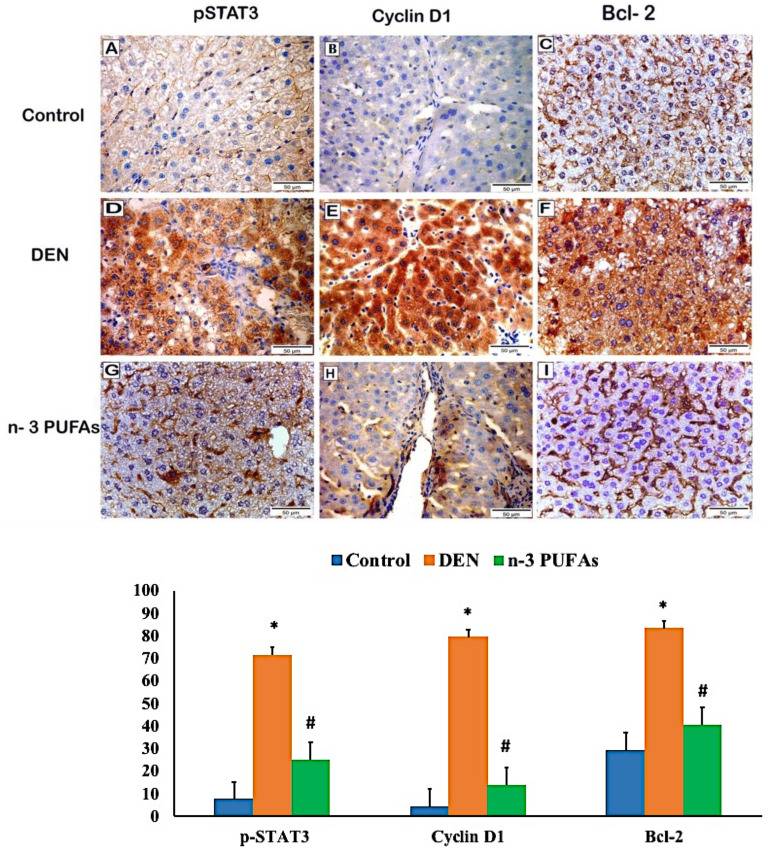 pSTAT3 Cyclin D1 Bcl- 2
Control
A B C
50 µm 50 µm 50 µm
DEN
D E F
50 µm 50 µm 50 µm
n- 3 PUFAs
G H I
50 µm 50 µm 50 µm
Control DEN n-3 PUFAs
100
90
80
70
60
50
40
30
20
10
0
* * *
# # #
p-STAT3 Cyclin D1 Bcl-2